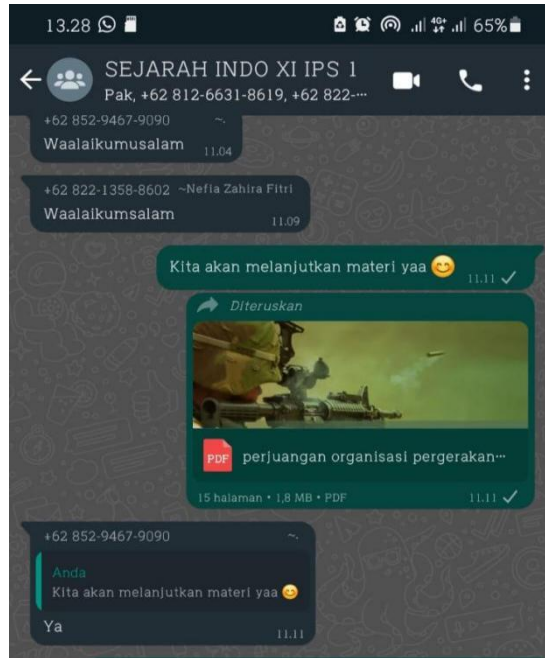 13.28 65%
SEJARAH INDO XI IPS 1
Pak, +62 812-6631-8619, +62 822-...
+62 852-9467-9090 ~.
Waalaikumusalam 11.04
+62 822-1358-8602 ~Nefia Zahira Fitri
Waalaikumsalam 11.09
Kita akan melanjutkan materi yaa 😊 11.11
Diteruskan
PDF perjuangan organisasi pergerakan...
15 halaman • 1,8 MB • PDF 11.11
+62 852-9467-9090 ~.
Anda
Kita akan melanjutkan materi yaa 😊
Ya 11.11